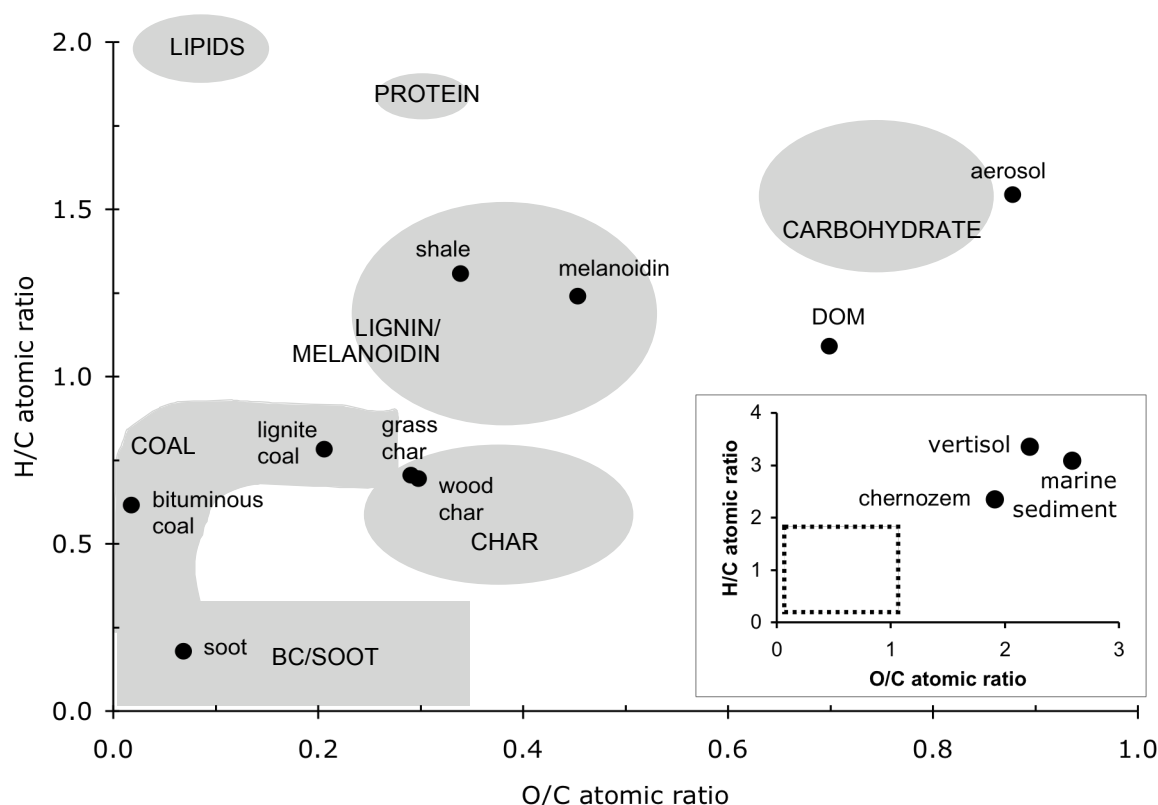 2.0
LIPIDS
PROTEIN
1.5
aerosol
CARBOHYDRATE
shale
melanoidin
LIGNIN/
MELANOIDIN
DOM
1.0
H/C atomic ratio
COAL
lignite
coal
grass
char
wood
char
bituminous
coal
CHAR
0.5
soot
BC/SOOT
0.0
0.0
0.2
0.4
0.6
0.8
1.0
O/C atomic ratio
4
3
2
1
0
H/C atomic ratio
vertisol
marine
sediment
chernozem
0
1
2
3
O/C atomic ratio